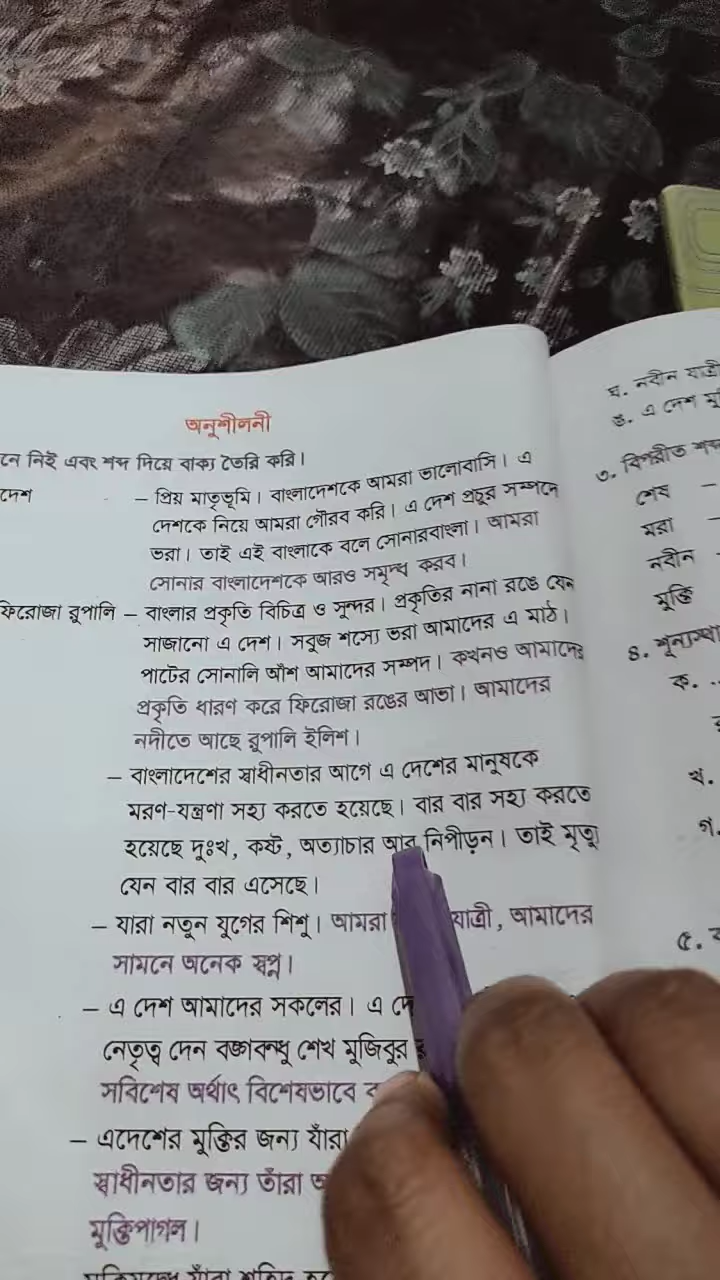 অনুশীলনী
নিই এবং শব্দ দিয়ে বাক্য তৈরি করি।
দেশ – প্রিয় মাতৃভূমি। বাংলাদেশকে আমরা ভালোবাসি। এ
দেশকে নিয়ে আমরা গৌরব করি। এ দেশ প্রচুর সম্পদে
ভরা। তাই এই বাংলাকে বলে সোনারবাংলা। আমরা
সোনার বাংলাদেশকে আরও সমৃদ্ধ করব।
ফিরোজা রুপালি – বাংলার প্রকৃতি বিচিত্র ও সুন্দর। প্রকৃতির নানা রঙে যেন
সাজানো এ দেশ। সবুজ শস্যে ভরা আমাদের এ মাঠ।
পাটের সোনালি আঁশ আমাদের সম্পদ। কখনও আমাদের
প্রকৃতি ধারণ করে ফিরোজা রঙের আভা। আমাদের
নদীতে আছে রুপালি ইলিশ।
– বাংলাদেশের স্বাধীনতার আগে এ দেশের মানুষকে
মরণ-যন্ত্রণা সহ্য করতে হয়েছে। বার বার সহ্য করতে
হয়েছে দুঃখ, কষ্ট, অত্যাচার আর নিপীড়ন। তাই মৃত্যু
যেন বার বার এসেছে।
– যারা নতুন যুগের শিশু। আমরা যাত্রী, আমাদের
সামনে অনেক স্বপ্ন।
– এ দেশ আমাদের সকলের। এ
নেতৃত্ব দেন বঙ্গবন্ধু শেখ মুজিবুর
সবিশেষ অর্থাৎ বিশেষভাবে
– এদেশের মুক্তির জন্য যাঁরা
স্বাধীনতার জন্য তাঁরা
মুক্তিপাগল।
ঘ. নবীন যাত্রী
ঙ. এ দেশ
৩. বিপরীত শব্দ
শেষ –
মরা –
নবীন –
মুক্তি
৪.
ক. ..
খ.
গ.
৫.